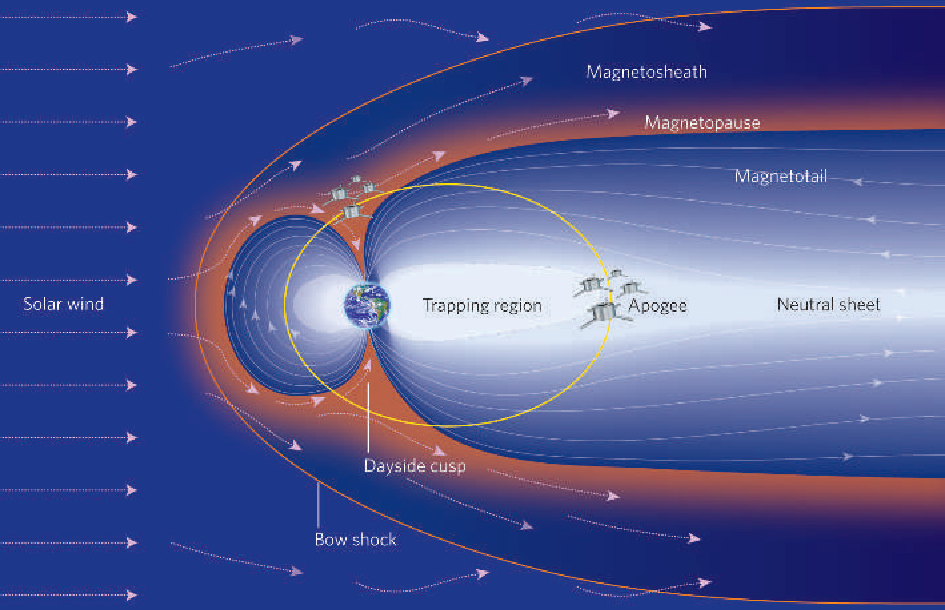 Magnetosheath
Magnetopause
Magnetotail
Solar wind
Trapping region
Apogee
Neutral sheet
Dayside cusp
Bow shock